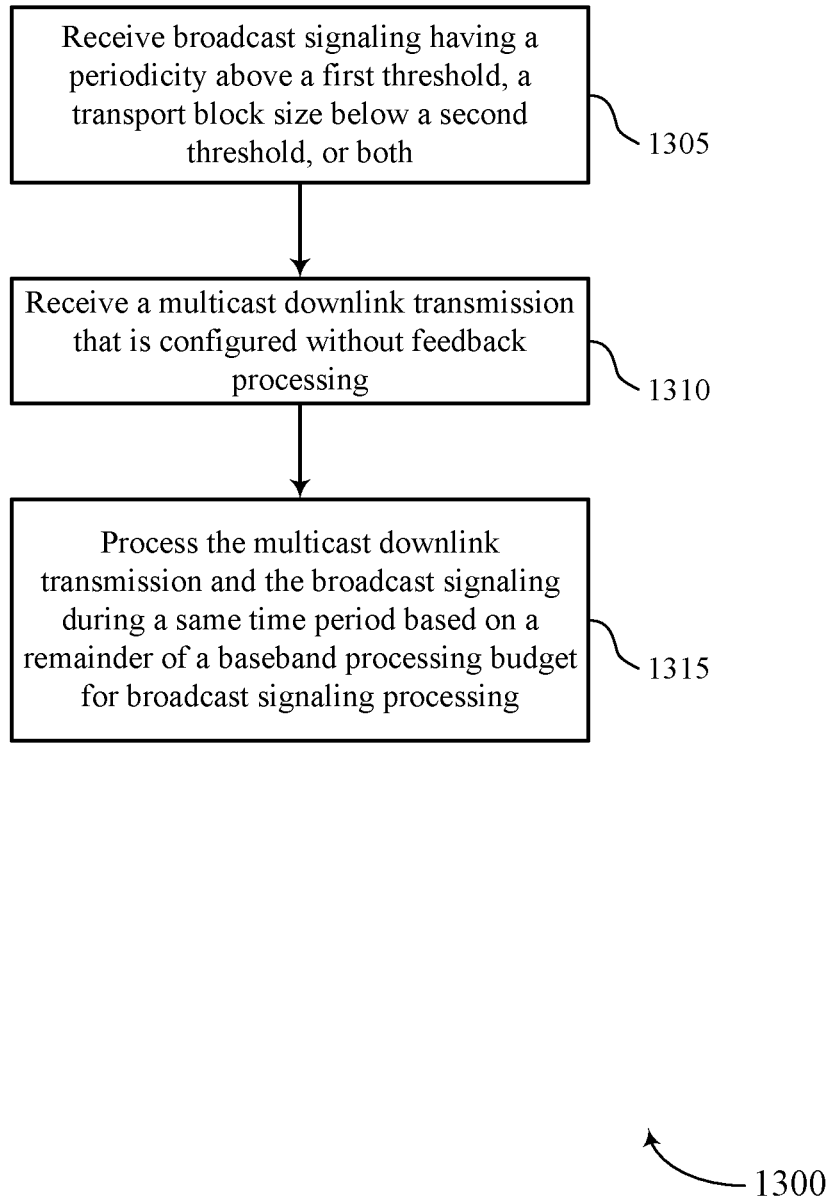 Receive broadcast signaling having a
periodicity above a first threshold, a
transport block size below a second
threshold, or both
1305
Receive a multicast downlink transmission
that is configured without feedback
processing
1310
Process the multicast downlink
transmission and the broadcast signaling
during a same time period based on a
remainder of a baseband processing budget
for broadcast signaling processing
1315
1300